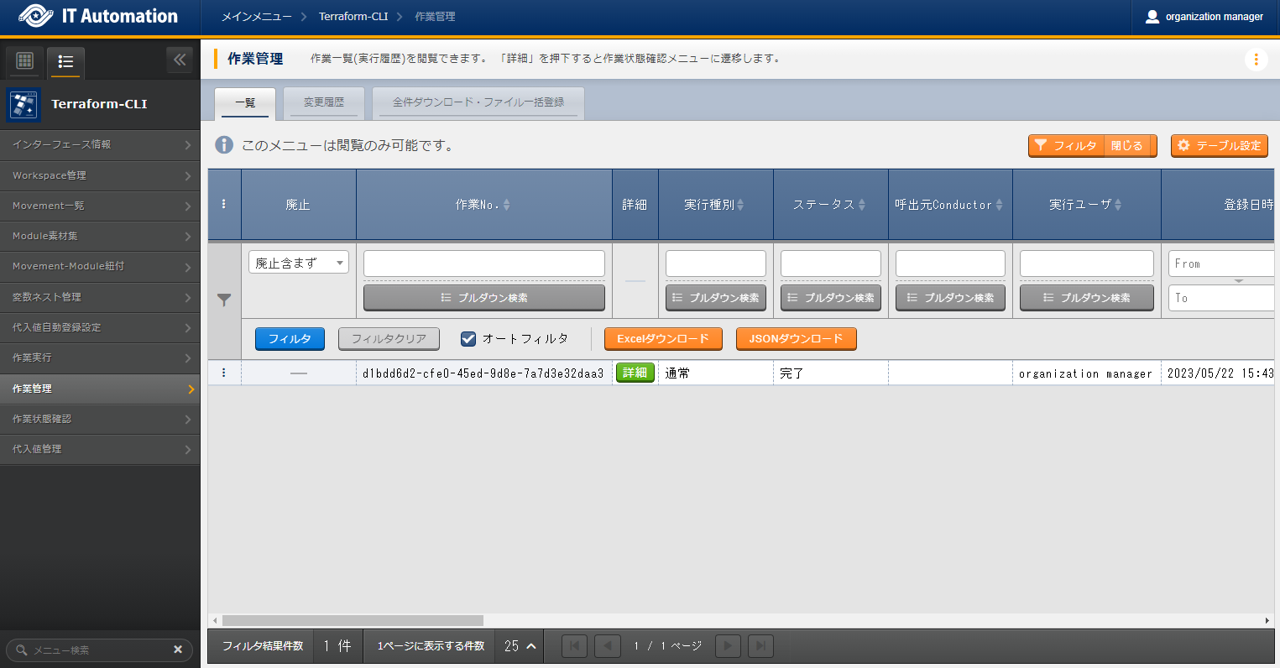 IT Automation
メインメニュー
Terraform-CLI
作業管理
organization manager
Terraform-CLI
インターフェース情報
Workspace管理
Movement一覧
Module素材集
Movement-Module紐付
変数ネスト管理
代入値自動登録設定
作業実行
作業管理
作業状態確認
代入値管理
メニュー検索
作業管理
作業一覧(実行履歴)を閲覧できます。 「詳細」を押下すると作業状態確認メニューに遷移します。
一覧
変更履歴
全件ダウンロード・ファイル一括登録
このメニューは閲覧のみ可能です。
フィルタ 閉じる
テーブル設定
廃止
作業No.
詳細
実行種別
ステータス
呼出元Conductor
実行ユーザ
登録日時
廃止含まず
From
プルダウン検索
プルダウン検索
プルダウン検索
プルダウン検索
プルダウン検索
To
フィルタ
フィルタクリア
オートフィルタ
Excelダウンロード
JSONダウンロード
d1bdd6d2-cfe0-45ed-9d8e-7a7d3e32daa3
詳細
通常
完了
organization manager
2023/05/22 15:43
フィルタ結果件数
1 件
1ページに表示する件数
25
1 / 1 ページ